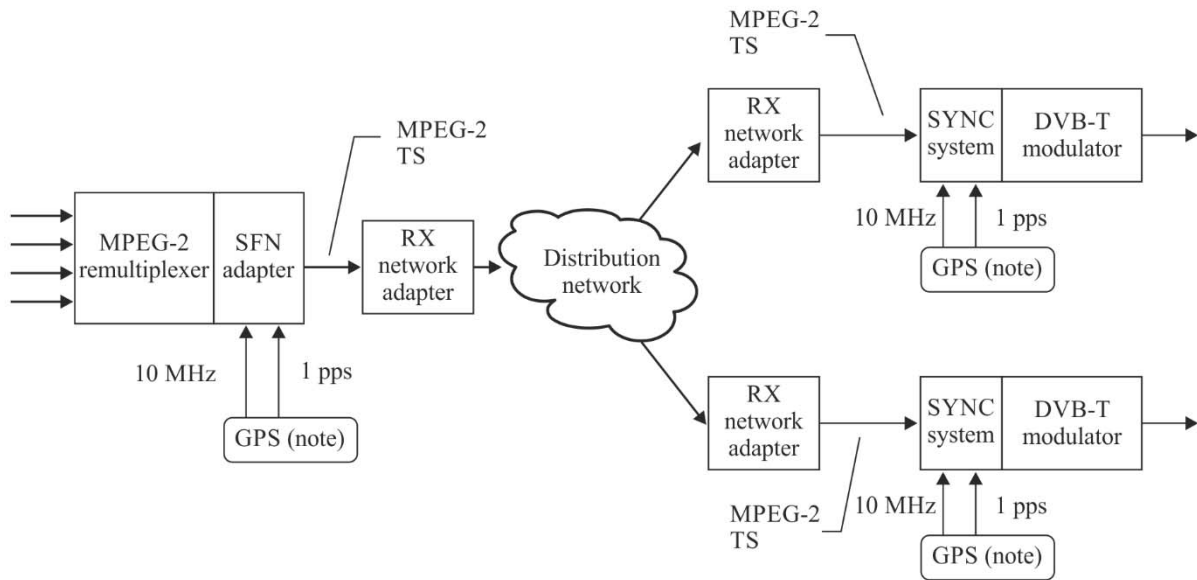 MPEG-2
remultiplexer
SFN
adapter
10 MHz
1 pps
GPS (note)
MPEG-2
TS
RX
network
adapter
Distribution
network
RX
network
adapter
MPEG-2
TS
SYNC
system
DVB-T
modulator
10 MHz
1 pps
GPS (note)
RX
network
adapter
MPEG-2
TS
SYNC
system
DVB-T
modulator
10 MHz
1 pps
GPS (note)